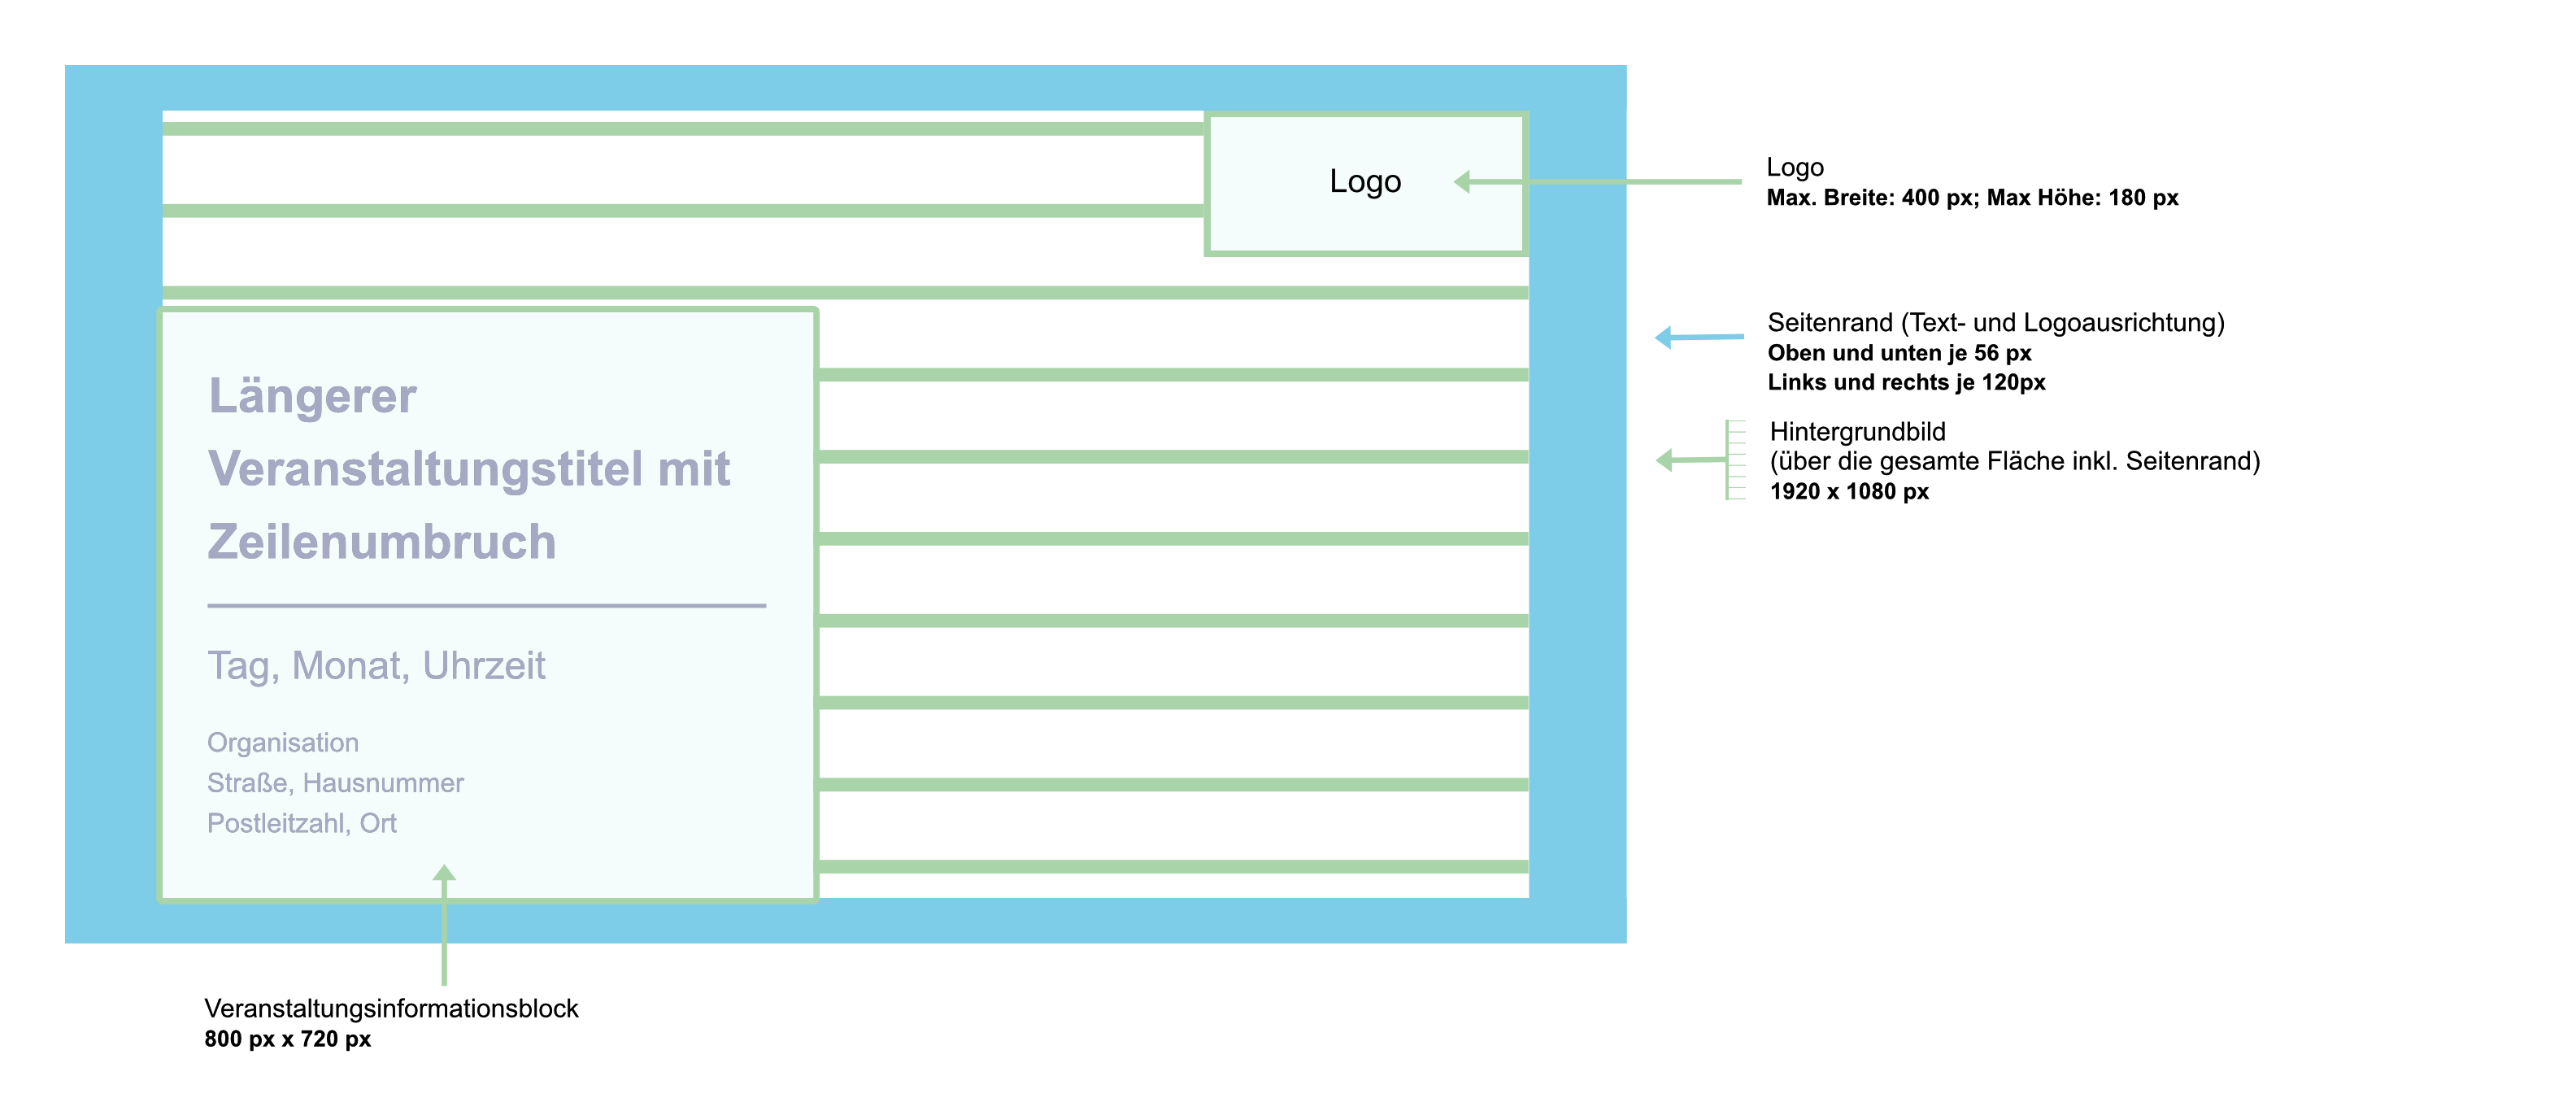 Logo
Längerer
Veranstaltungstitel mit
Zeilenumbruch
Tag, Monat, Uhrzeit
Organisation
Straße, Hausnummer
Postleitzahl, Ort
Logo
Max. Breite: 400 px; Max Höhe: 180 px
Seitenrand (Text- und Logoausrichtung)
Oben und unten je 56 px
Links und rechts je 120px
Hintergrundbild
(über die gesamte Fläche inkl. Seitenrand)
1920 x 1080 px
Veranstaltungsinformationsblock
800 px x 720 px